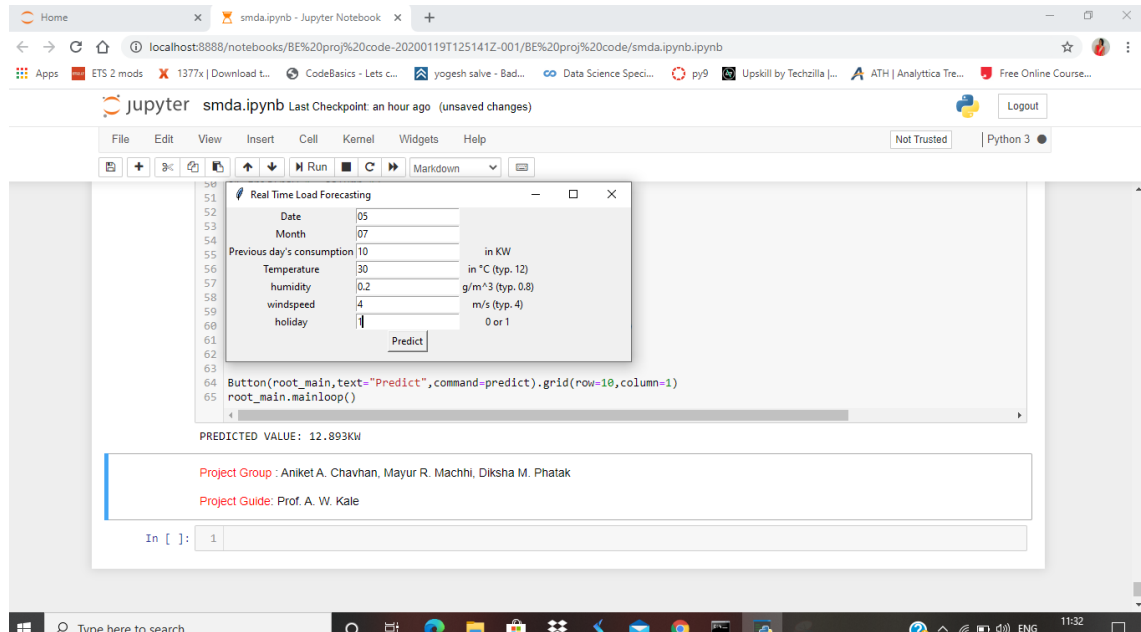 Home
smda.ipynb - Jupyter Notebook
localhost:8888/notebooks/BE%20proj%20code-20200119T125141Z-001/BE%20proj%20code/smda.ipynb.ipynb
Apps ETS 2 mods 1377x | Download t... CodeBasics - Lets c... yogesh salve - Bad... Data Science Speci... py9 Upskill by Techzilla |... ATH | Analyttica Tre... Free Online Course...
jupyter smda.ipynb Last Checkpoint: an hour ago (unsaved changes) Logout
File Edit View Insert Cell Kernel Widgets Help Not Trusted Python 3
Run Markdown
50
51 Real Time Load Forecasting
52 Date 05
53 Month 07
54
55 Previous day's consumption 10 in KW
56 Temperature 30 in °C (typ. 12)
57 humidity 0.2 g/m^3 (typ. 0.8)
58 windspeed 4 m/s (typ. 4)
59
60 holiday 1 0 or 1
61 Predict
62
63
64 Button(root_main,text="Predict",command=predict).grid(row=10,column=1)
65 root_main.mainloop()
PREDICTED VALUE: 12.893KW
Project Group : Aniket A. Chavhan, Mayur R. Machhi, Diksha M. Phatak
Project Guide: Prof. A. W. Kale
In [ ]: 1
Type here to search ENG 11:32